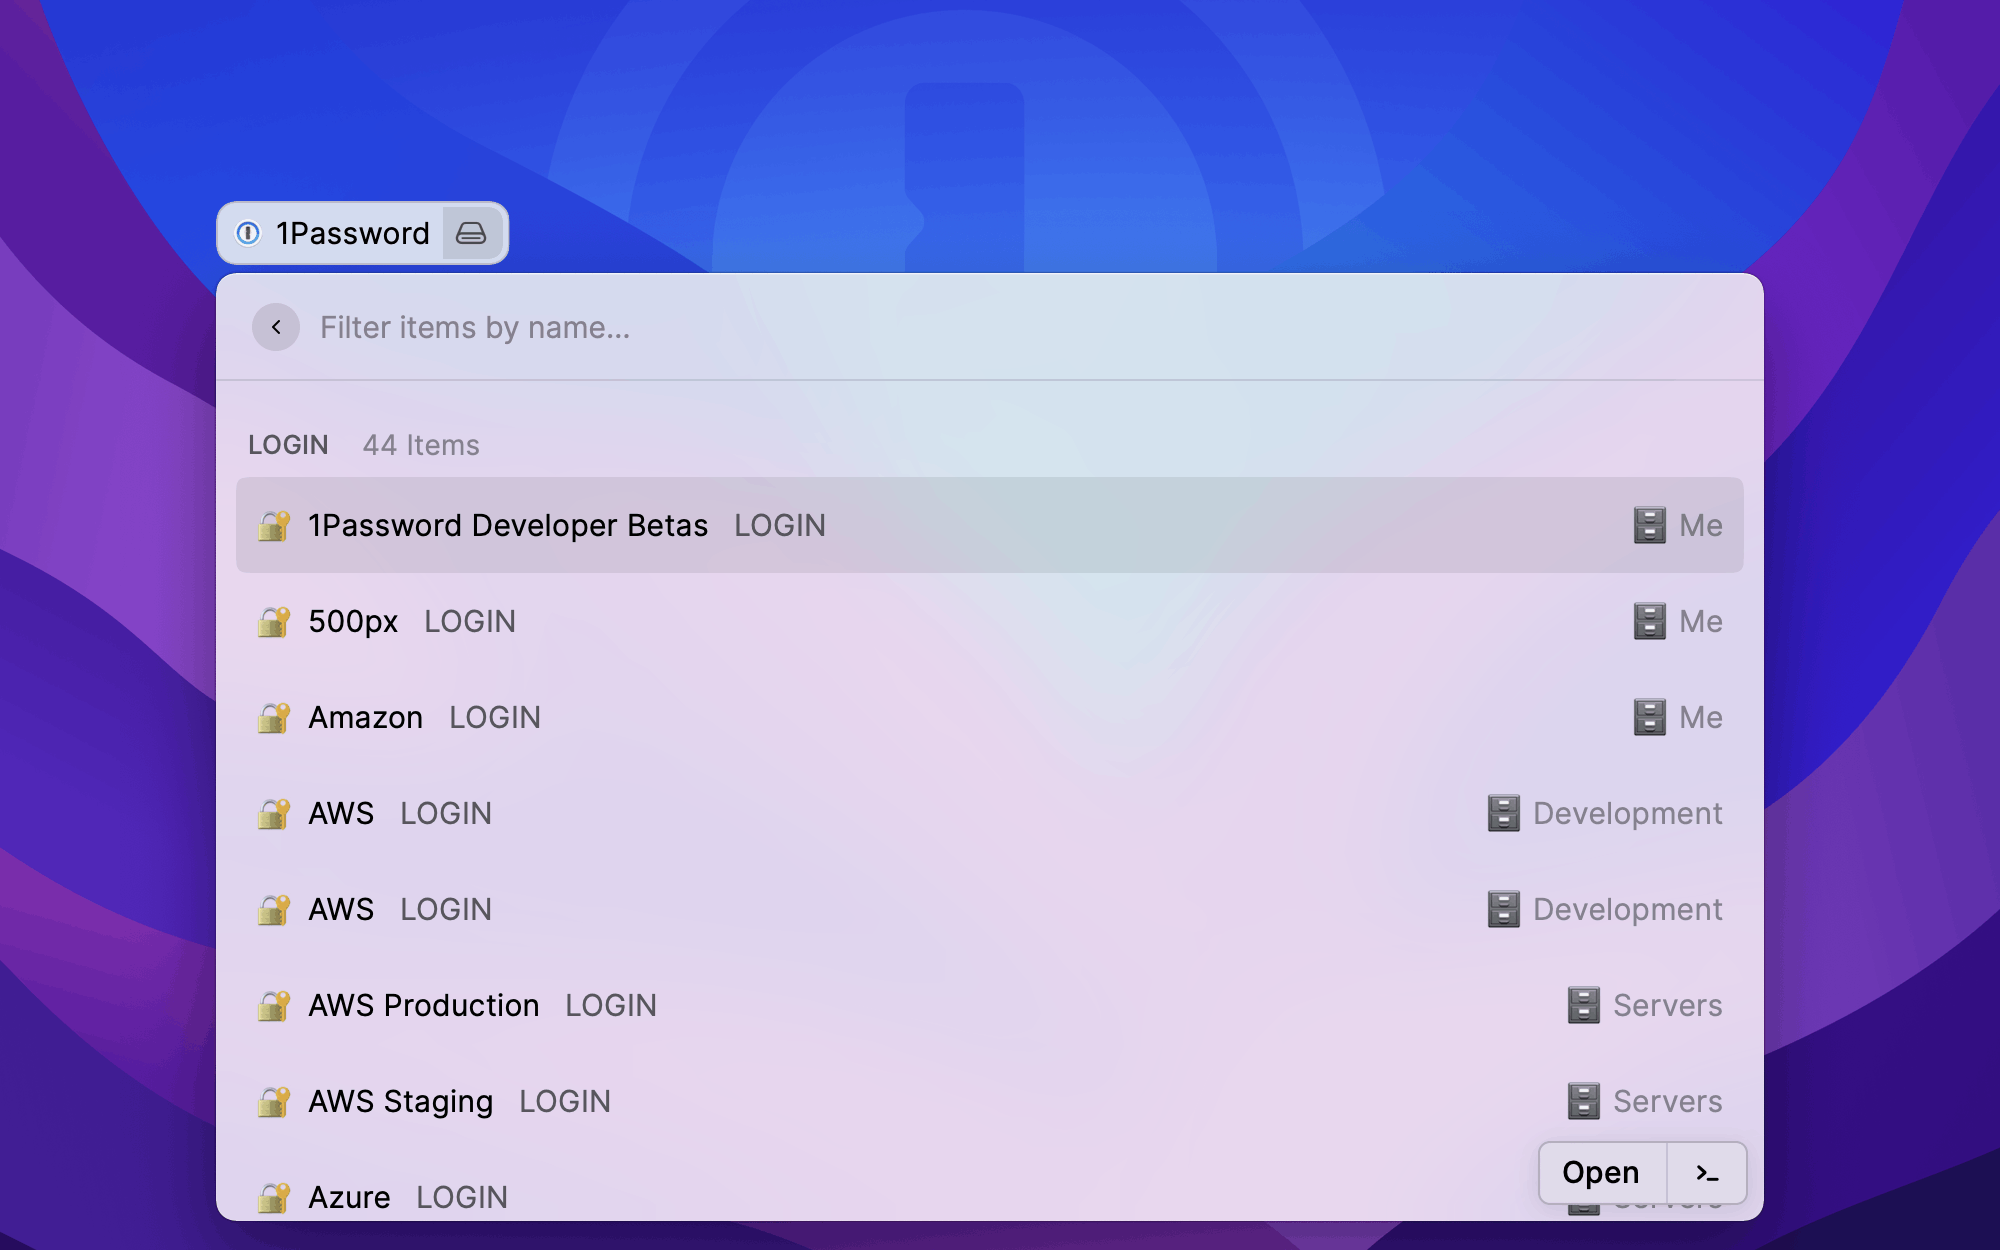 1Password
Filter items by name...
LOGIN 44 Items
1Password Developer Betas LOGIN Me
500px LOGIN Me
Amazon LOGIN Me
AWS LOGIN Development
AWS LOGIN Development
AWS Production LOGIN Servers
AWS Staging LOGIN Servers
Azure LOGIN Servers
Open >_